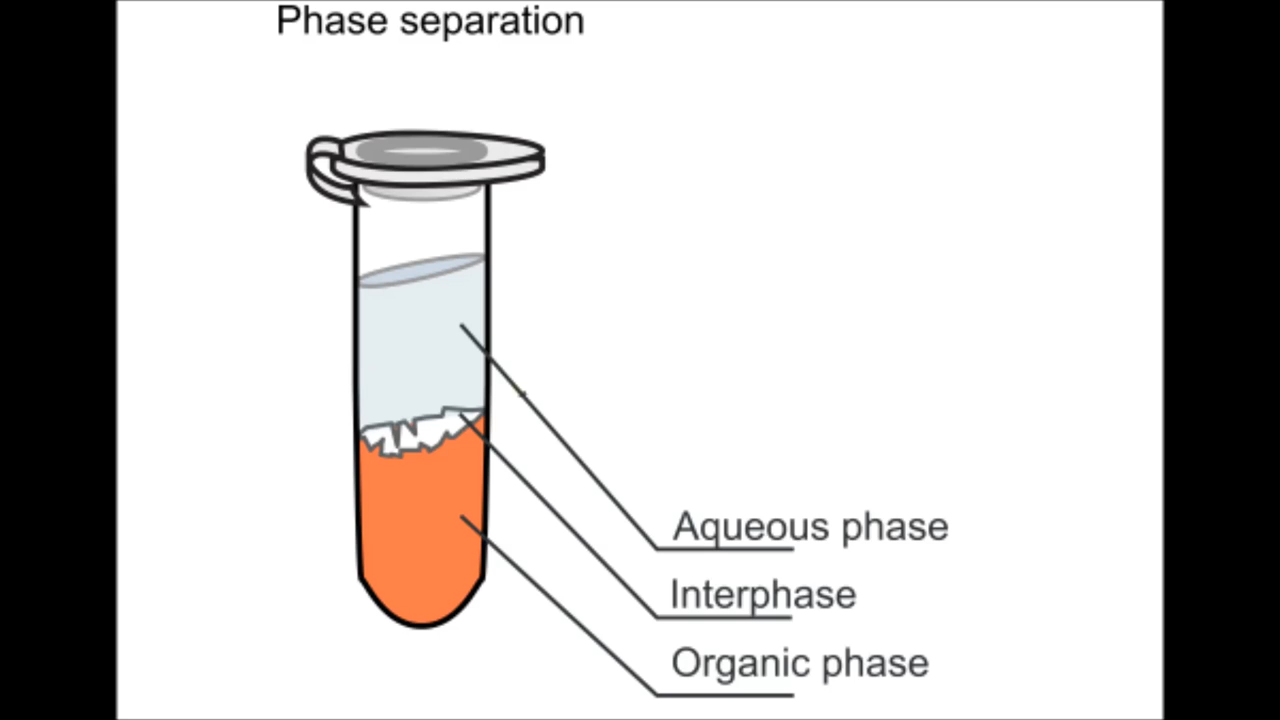 Phase separation
Aqueous phase
Interphase
Organic phase